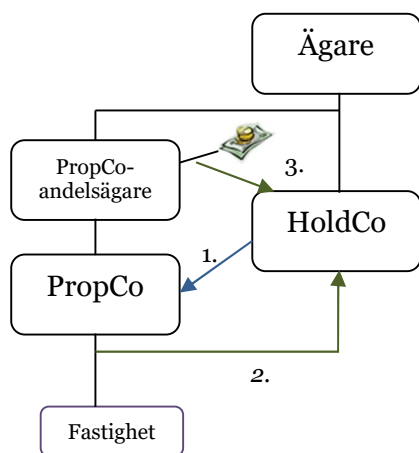 Ägare
PropCo-
andelsägare
3.
HoldCo
1.
PropCo
2.
Fastighet